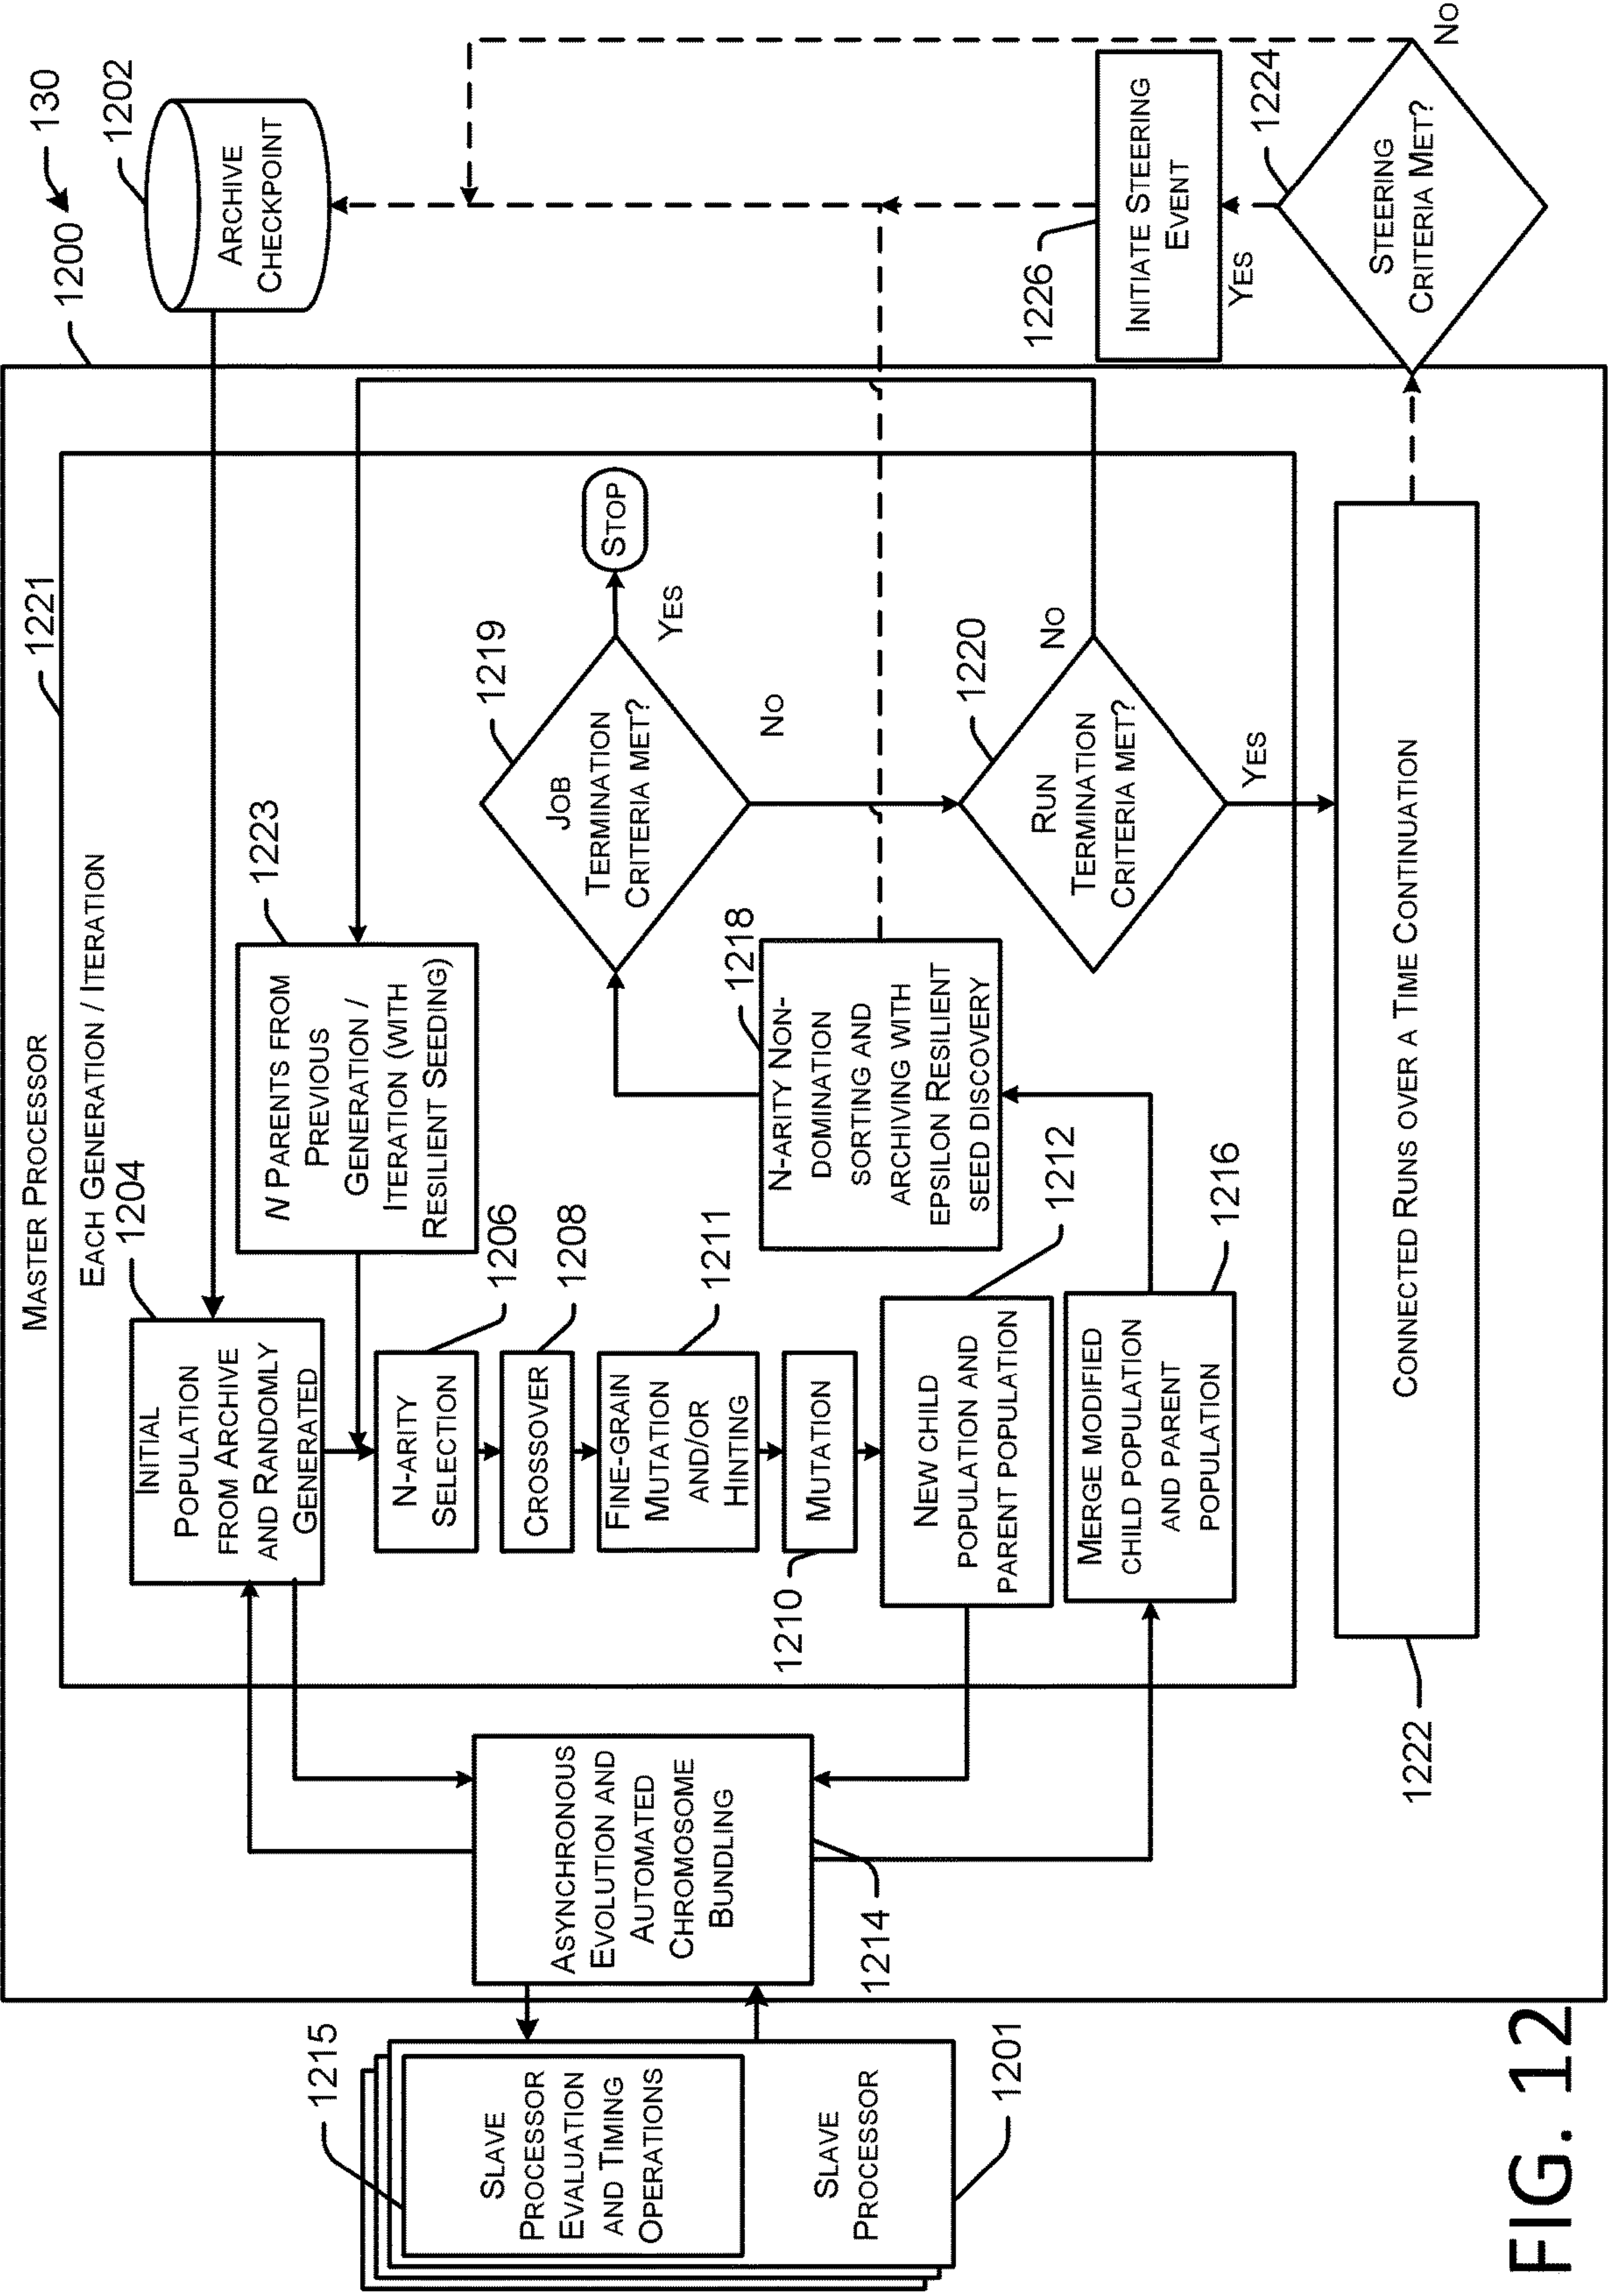 1200
130
1202
ARCHIVE
CHECKPOINT
MASTER PROCESSOR
1221
EACH GENERATION / ITERATION
1204
INITIAL
POPULATION
FROM ARCHIVE
AND RANDOMLY
GENERATED
1223
N PARENTS FROM
PREVIOUS
GENERATION /
ITERATION (WITH
RESILIENT SEEDING)
1206
N-ARITY
SELECTION
1208
CROSSOVER
1211
FINE-GRAIN
MUTATION
AND/OR
HINTING
MUTATION
1210
1212
NEW CHILD
POPULATION AND
PARENT POPULATION
1215
SLAVE
PROCESSOR
EVALUATION
AND TIMING
OPERATIONS
SLAVE
PROCESSOR
1201
ASYNCHRONOUS
EVOLUTION AND
AUTOMATED
CHROMOSOME
BUNDLING
1214
1216
MERGE MODIFIED
CHILD POPULATION
AND PARENT
POPULATION
1218
N-ARITY NON-
DOMINATION
SORTING AND
ARCHIVING WITH
EPSILON RESILIENT
SEED DISCOVERY
1219
JOB
TERMINATION
CRITERIA MET?
YES
STOP
NO
1220
RUN
TERMINATION
CRITERIA MET?
NO
YES
CONNECTED RUNS OVER A TIME CONTINUATION
1222
1226
INITIATE STEERING
EVENT
YES
1224
STEERING
CRITERIA MET?
NO
FIG. 12